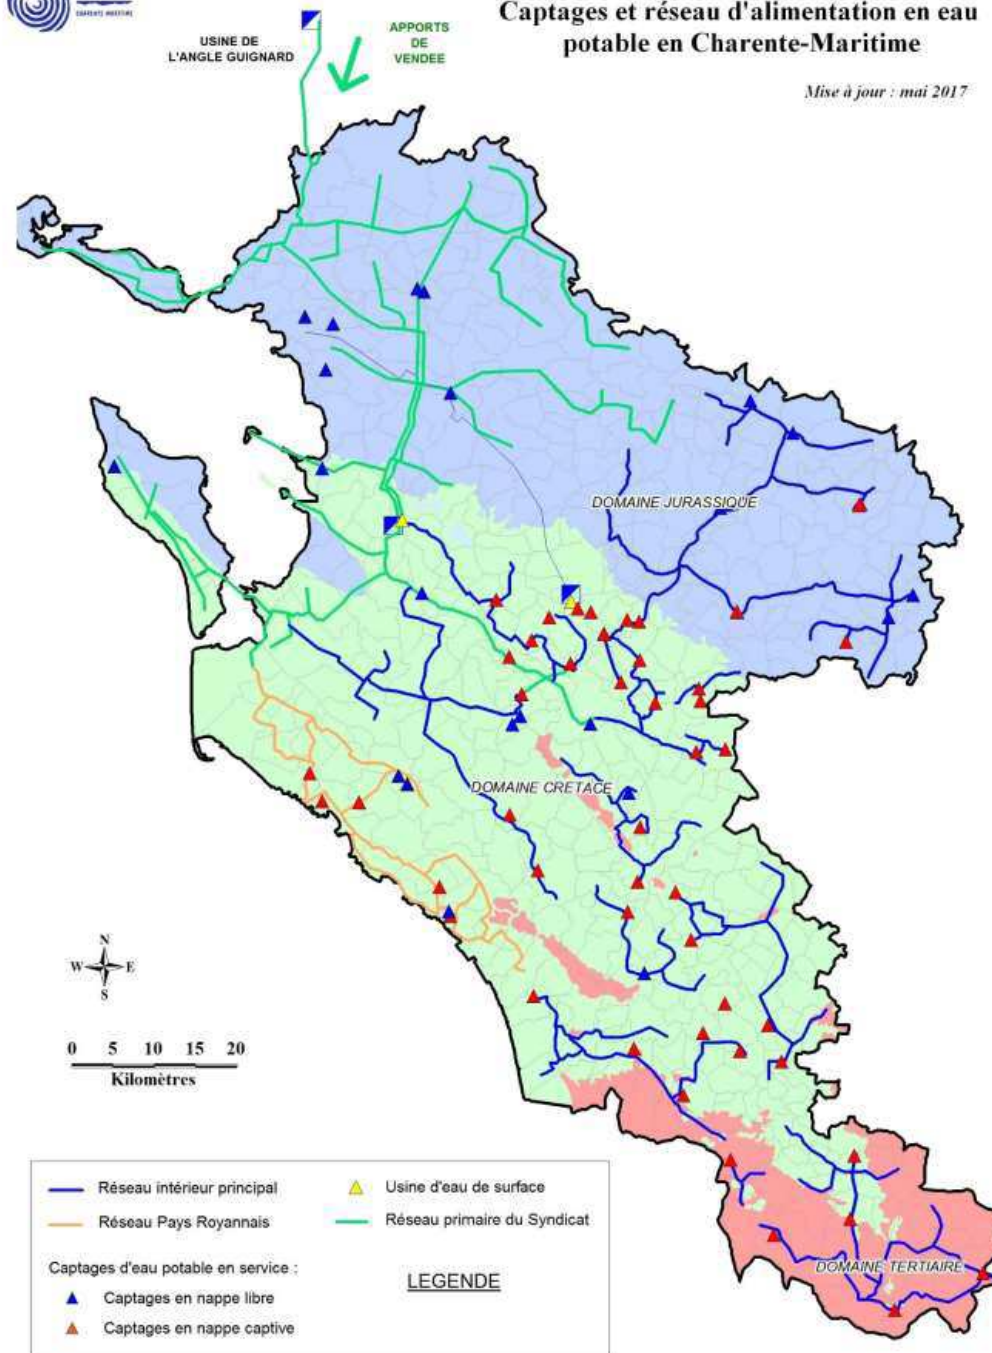 CHARENTE-MARITIME
Captages et réseau d'alimentation en eau
potable en Charente-Maritime
Mise à jour : mai 2017
USINE DE
L'ANGLE GUIGNARD
APPORTS
DE
VENDEE
DOMAINE JURASSIQUE
DOMAINE CRETACE
DOMAINE TERTIAIRE
N
W E
S
0 5 10 15 20
Kilomètres
Réseau intérieur principal
Usine d'eau de surface
Réseau Pays Royannais
Réseau primaire du Syndicat
Captages d'eau potable en service :
LEGENDE
Captages en nappe libre
Captages en nappe captive